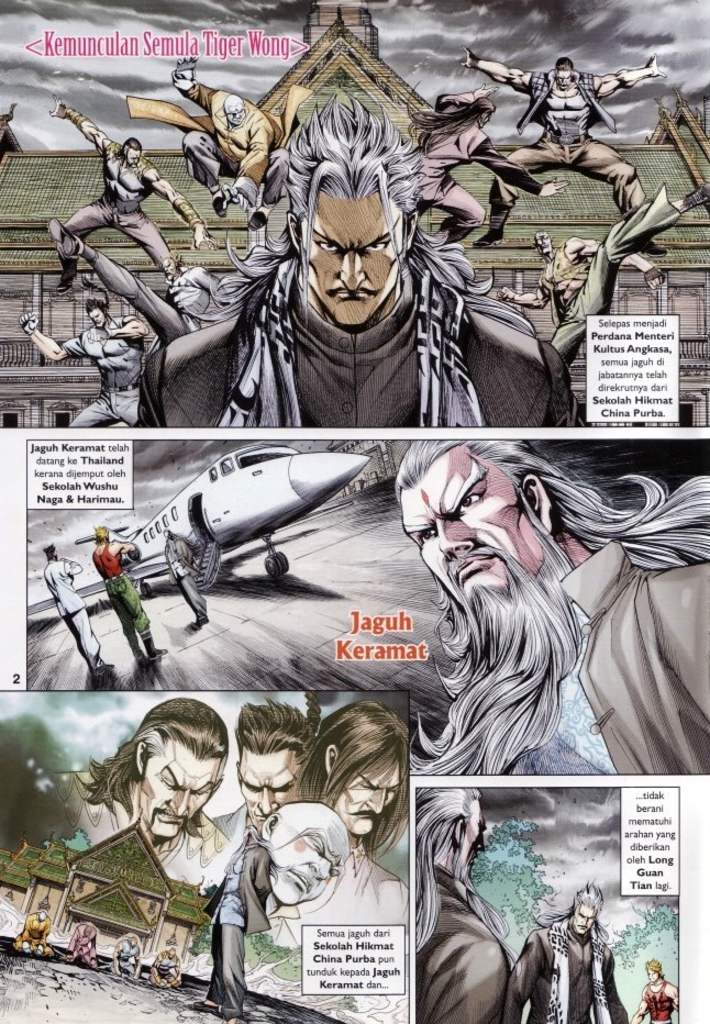 <Kemunculan Semula Tiger Wong>
Selepas menjadi
Perdana Menteri
Kultus Angkasa,
semua jaguh di
jabatannya telah
direkrutnya dari
Sekolah Hikmat
China Purba.
Jaguh Keramat telah
datang ke Thailand
kerana dijemput oleh
Sekolah Wushu
Naga & Harimau.
Jaguh
Keramat
2
Semua jaguh dari
Sekolah Hikmat
China Purba pun
tunduk kepada Jaguh
Keramat dan...
...tidak
berani
mematuhi
arahan yang
diberikan
oleh Long
Guan
Tian lagi.